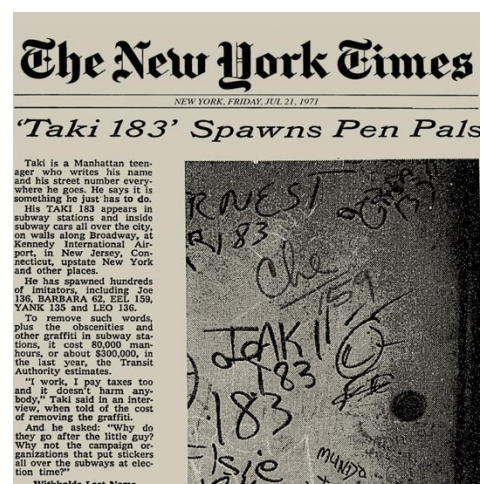 The New York Times
NEW YORK, FRIDAY, JUL 21, 1971
'Taki 183' Spawns Pen Pals
Taki is a Manhattan teen-
ager who writes his name
and his street number every-
where he goes. He says it is
something he just has to do.
His TAKI 183 appears in
subway stations and inside
subway cars all over the city,
on walls along Broadway, at
Kennedy International Air-
port, in New Jersey, Con-
necticut, upstate New York
and other places.
He has spawned hundreds
of imitators, including Joe
136, BARBARA 62, EEL 159,
YANK 135 and LEO 136.
To remove such words,
plus the obscenities and
other graffiti in subway sta-
tions, it cost 80,000 man-
hours, or about $300,000, in
the last year, the Transit
Authority estimates.
"I work, I pay taxes too
and it doesn't harm any-
body," Taki said in an inter-
view, when told of the cost
of removing the graffiti.
And he asked: "Why do
they go after the little guy?
Why not the campaign or-
ganizations that put stickers
all over the subways at elec-
tion time?"
Withholds Last Name
RNEST
183
Che
159
TAKI
183
183
Elsie